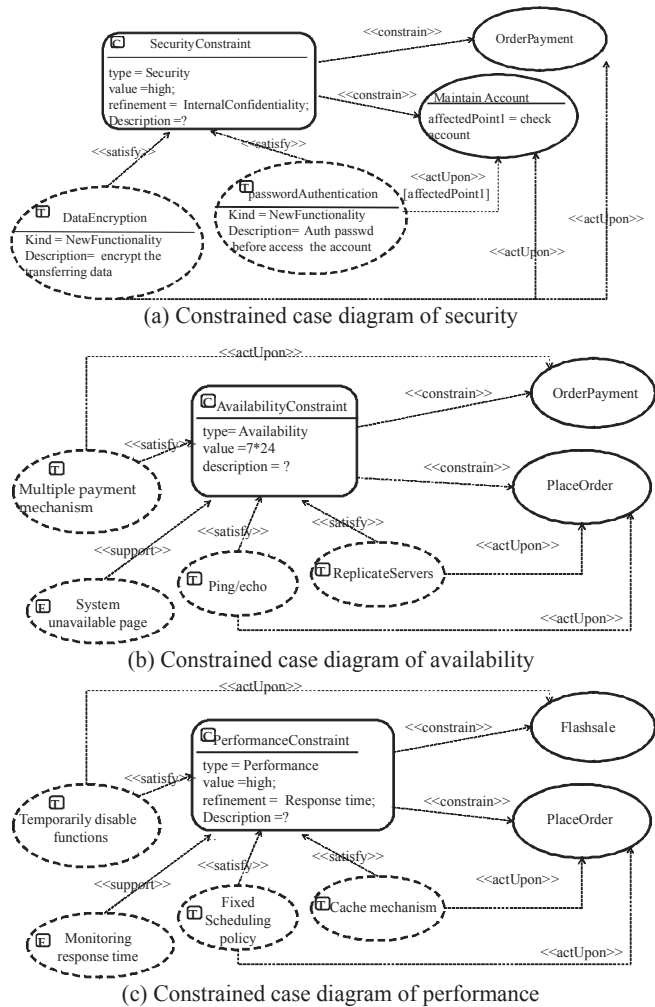 <<constrain>>
C SecurityConstraint
OrderPayment
type = Security
value =high;
refinement = InternalConfidentiality;
Description =?
<<constrain>>
Maintain Account
affectedPoint1 = check
account
<<satisfy>>
<<satisfy>>
<<actUpon>>
[affectedPoint1]
T
passwordAuthentication
Kind = NewFunctionality
Description= Auth passwd
before access the account
T
DataEncryption
Kind = NewFunctionality
Description= encrypt the
transferring data
<<actUpon>>
<<actUpon>>
(a) Constrained case diagram of security
<<actUpon>>
C AvailabilityConstraint
type= Availability
value =7*24
description = ?
<<constrain>>
OrderPayment
<<satisfy>>
T
Multiple payment
mechanism
<<constrain>>
PlaceOrder
<<support>>
<<satisfy>>
<<satisfy>>
T Ping/echo
T ReplicateServers
<<actUpon>>
E System
unavailable page
<<actUpon>>
(b) Constrained case diagram of availability
<<actUpon>>
C PerformanceConstraint
type = Performance
value =high;
refinement = Response time;
Description =?
<<constrain>>
Flashsale
<<satisfy>>
T
Temporarily disable
functions
<<constrain>>
PlaceOrder
<<support>>
<<satisfy>>
<<satisfy>>
T Fixed
Scheduling
policy
T Cache mechanism
<<actUpon>>
E Monitoring
response time
<<actUpon>>
(c) Constrained case diagram of performance